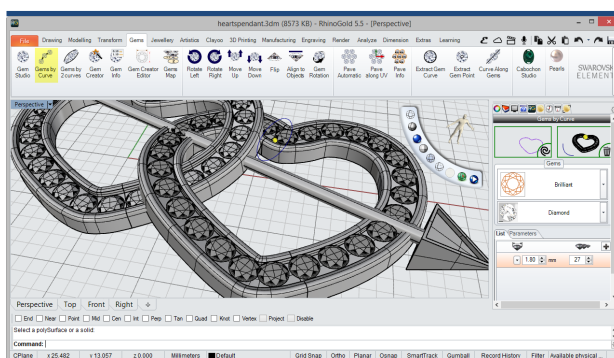 heartspendant.3dm (8573 KB) - RhinoGold 5.5 - [Perspective]
File Drawing Modelling Transform Gems Jewellery Artistics Clayoo 3D Printing Manufacturing Engraving Render Analyze Dimension Extras Learning
Gem Studio Gems by Curve Gems by 2 curves Gem Creator Gem Info Gem Creator Editor Gems Map Rotate Left Rotate Right Move Up Move Down Flip Align to Objects Gem Rotation Pave Automatic Pave along UV Pave Info Extract Gem Curve Extract Gem Point Curve Along Gems Cabochon Studio Pearls SWAROVSKI ELEMENT
Perspective
Gems by Curve
Gems
Brilliant
Diamond
List Parameters
1.80 mm 27
Perspective Top Front Right
End Near Point Mid Cen Int Perp Tan Quad Knot Vertex Project Disable
Select a polySurface or a solid:
Command:
CPlane x 25.482 y 13.057 z 0.000 Millimeters Default Grid Snap Ortho Planar Osnap SmartTrack Gumball Record History Filter Available physical ...